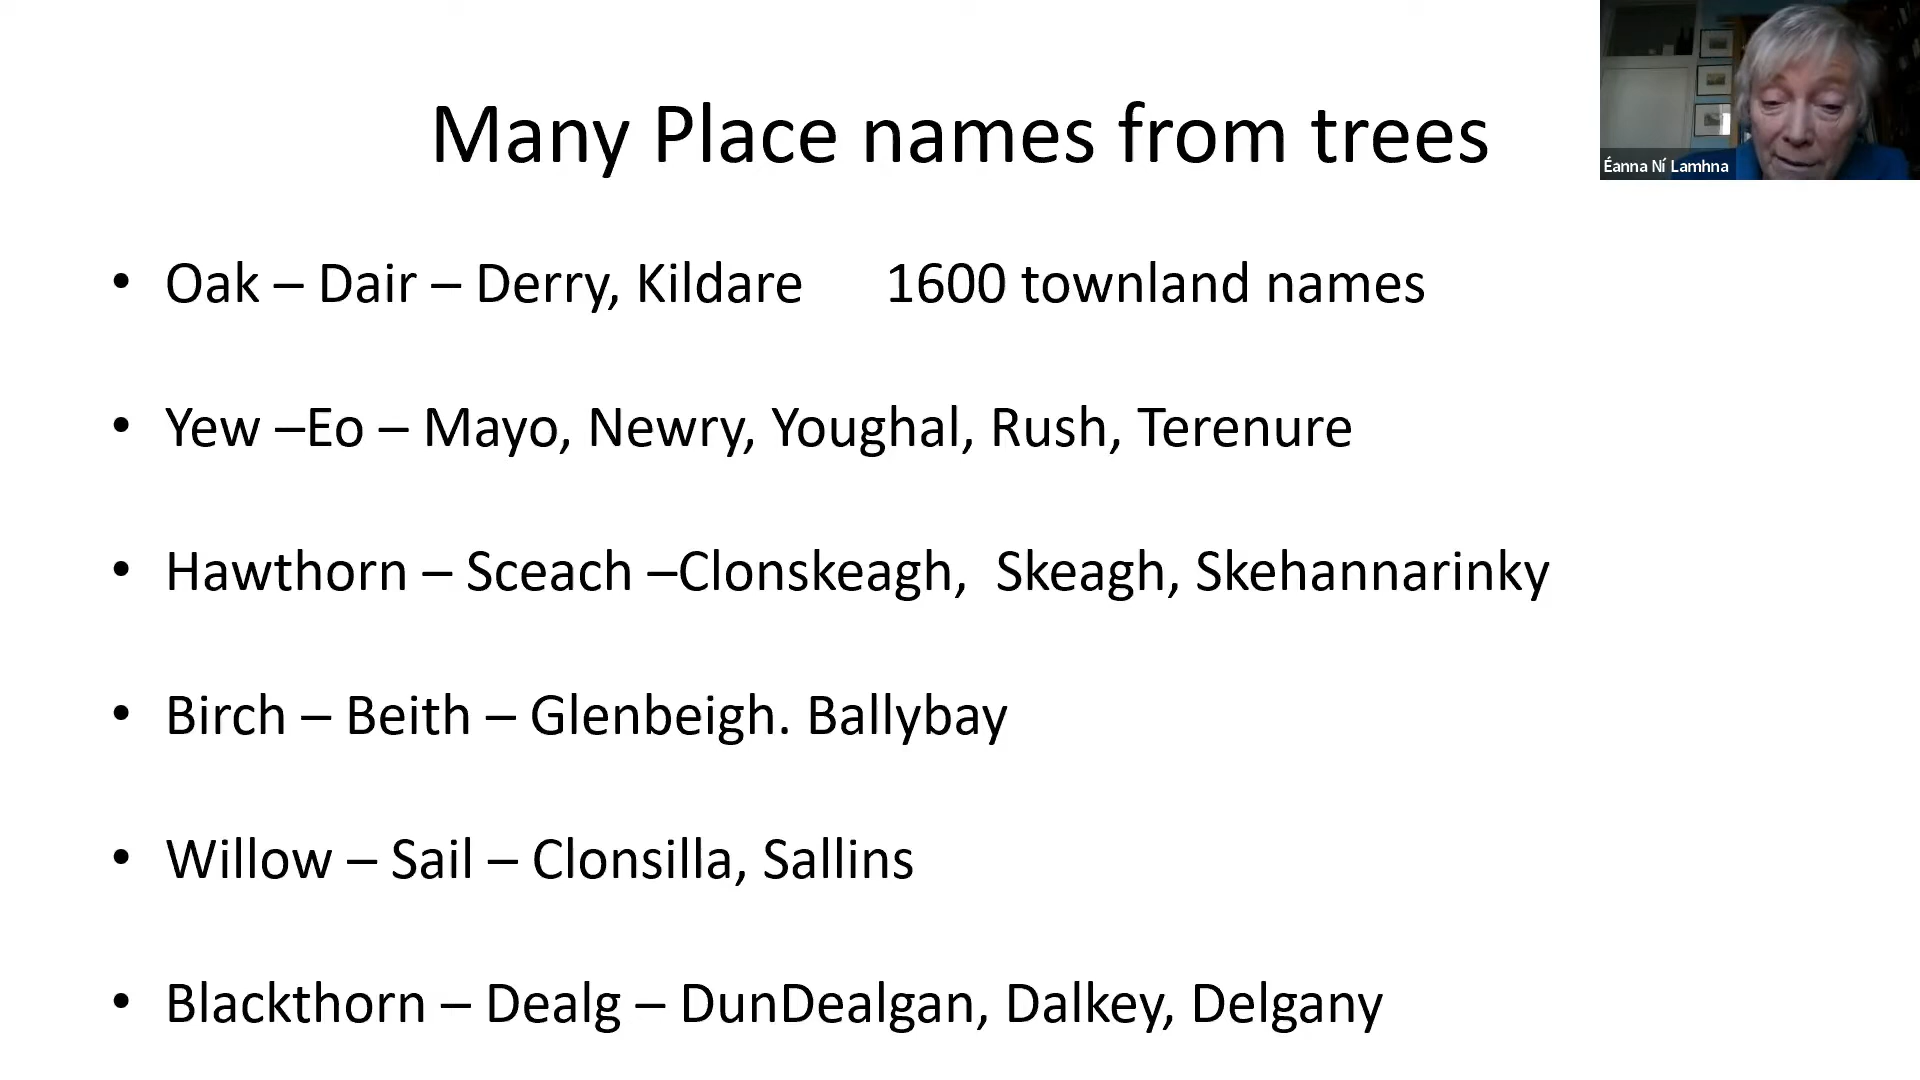 Many Place names from trees
Éanna Ní Lamhna
• Oak – Dair – Derry, Kildare 1600 townland names
• Yew –Eo – Mayo, Newry, Youghal, Rush, Terenure
• Hawthorn – Sceach –Clonskeagh, Skeagh, Skehannarinky
• Birch – Beith – Glenbeigh. Ballybay
• Willow – Sail – Clonsilla, Sallins
• Blackthorn – Dealg – DunDealgan, Dalkey, Delgany